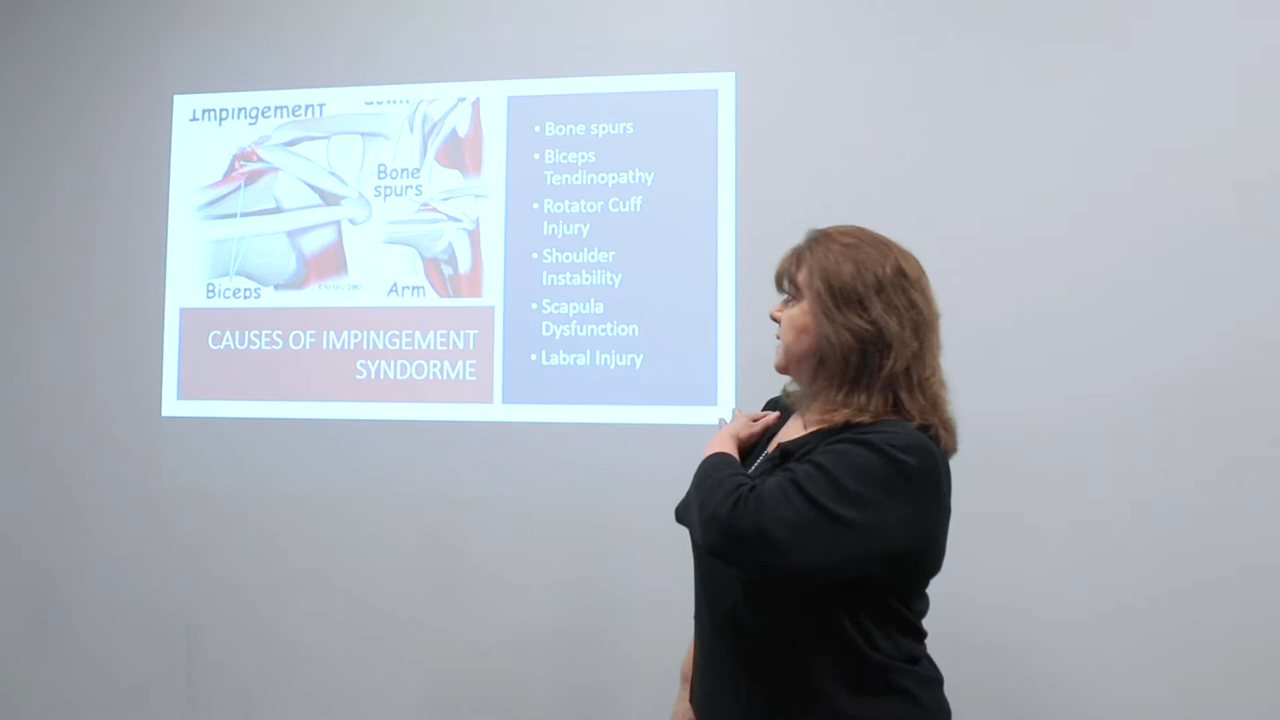 Impingement
Bone
spurs
Biceps
Arm
CAUSES OF IMPINGEMENT
SYNDORME
• Bone spurs
• Biceps
Tendinopathy
• Rotator Cuff
Injury
• Shoulder
Instability
• Scapula
Dysfunction
• Labral Injury